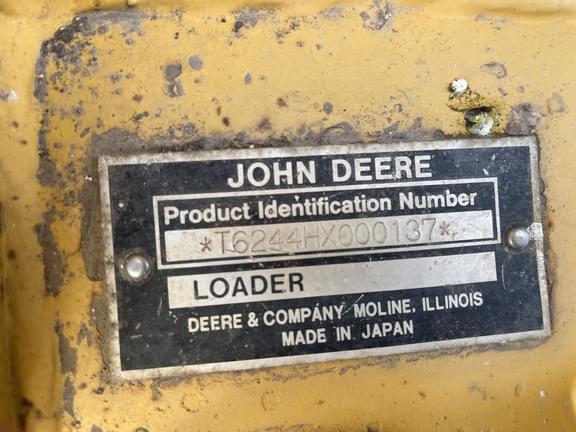 JOHN DEERE
Product Identification Number
*T6244HX000137*
LOADER
DEERE & COMPANY MOLINE, ILLINOIS
MADE IN JAPAN